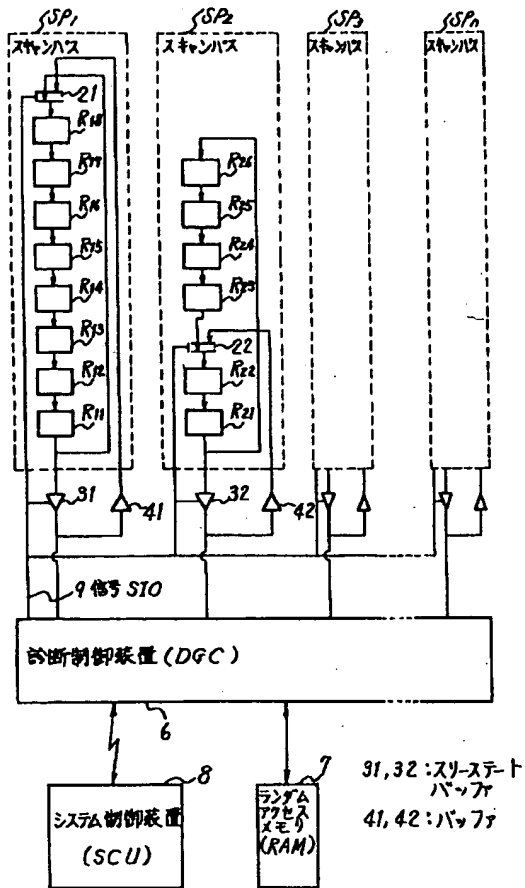 SP1
SP2
SP3
SPn
スキャンパス
スキャンパス
スキャンパス
スキャンパス
21
R18
R17
R16
R15
R14
R13
R12
R11
R26
R25
R24
R23
22
R22
R21
31
41
32
42
9 信号 SIO
診断制御装置(DGC)
6
8
システム制御装置
(SCU)
7
ランダム
アクセス
メモリ
(RAM)
31,32:スリーステート
バッファ
41,42:バッファ